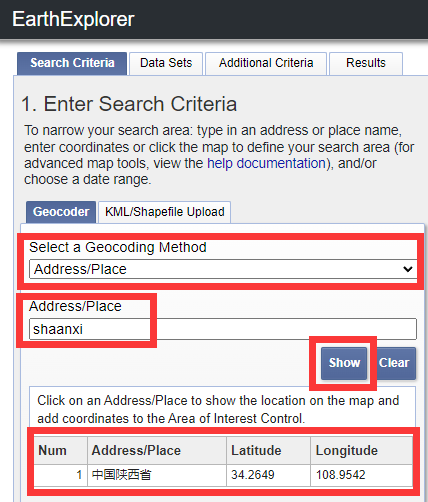 EarthExplorer
Search Criteria Data Sets Additional Criteria Results
1. Enter Search Criteria
To narrow your search area: type in an address or place name,
enter coordinates or click the map to define your search area (for
advanced map tools, view the help documentation), and/or
choose a date range.
Geocoder KML/Shapefile Upload
Select a Geocoding Method
Address/Place
Address/Place
shaanxi
Show Clear
Click on an Address/Place to show the location on the map and
add coordinates to the Area of Interest Control.
Num Address/Place Latitude Longitude
1 中国陕西省 34.2649 108.9542